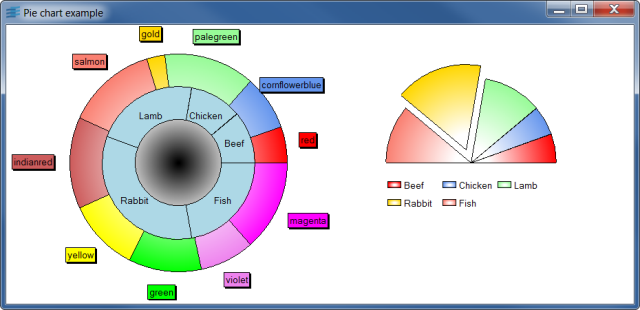 Pie chart example
gold
palegreen
salmon
cornflowerblue
Lamb
Chicken
red
Beef
indianred
Beef Chicken Lamb
Rabbit Fish
Rabbit
Fish
magenta
yellow
violet
green